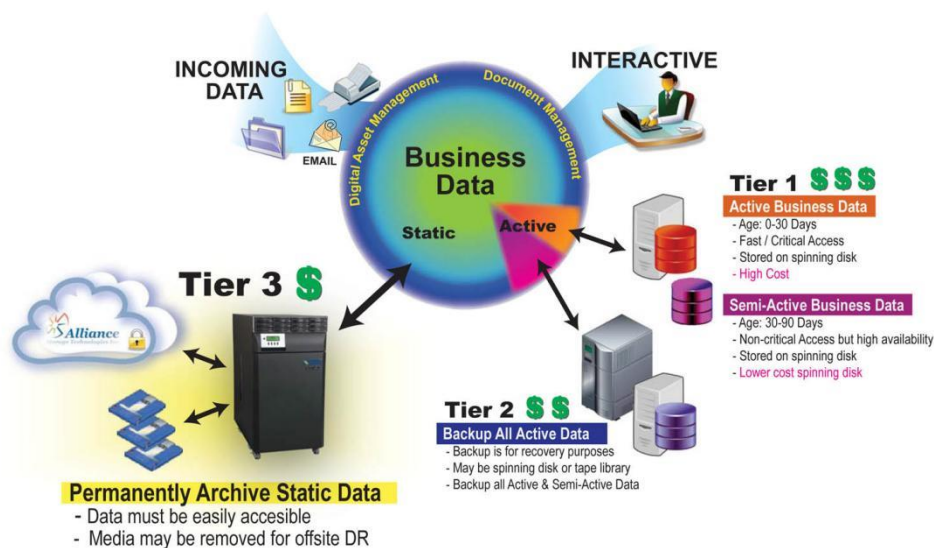 INCOMING
DATA
EMAIL
INTERACTIVE
Digital Asset Management
Document Management
Business
Data
Static
Active
Tier 1 $ $ $
Active Business Data
- Age: 0-30 Days
- Fast / Critical Access
- Stored on spinning disk
- High Cost
Semi-Active Business Data
- Age: 30-90 Days
- Non-critical Access but high availability
- Stored on spinning disk
- Lower cost spinning disk
Tier 2 $ $
Backup All Active Data
- Backup is for recovery purposes
- May be spinning disk or tape library
- Backup all Active & Semi-Active Data
Tier 3 $
Alliance
Permanently Archive Static Data
- Data must be easily accesible
- Media may be removed for offsite DR